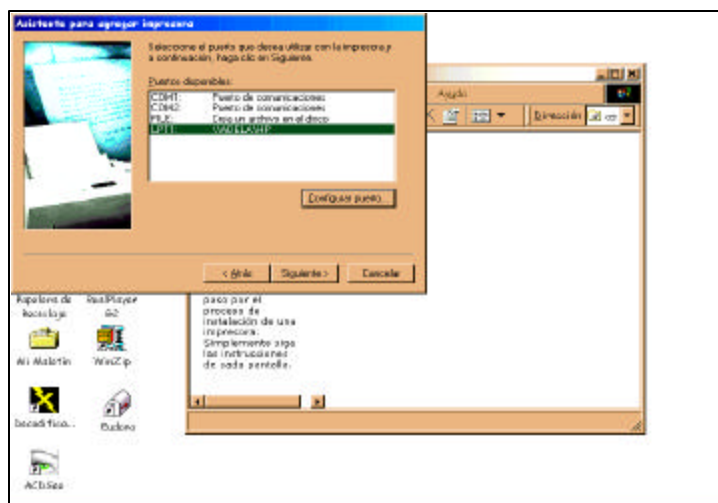 Asistente para agregar impresora
Seleccione el puerto que desea utilizar con la impresora y
a continuación, haga clic en Siguiente.
Puertos disponibles:
COM1: Puerto de comunicaciones
COM2: Puerto de comunicaciones
FILE: Crea un archivo en el disco
LPT1:
Configurar puerto...
< Atrás
Siguiente >
Cancelar
Ayuda
Dirección
Papelera de
Reciclaje
RealPlayer
G2
Mi Maletín
WinZip
Decodifica...
Eudora
ACDSee
paso por el
proceso de
instalación de una
impresora.
Simplemente siga
las instrucciones
de cada pantalla.